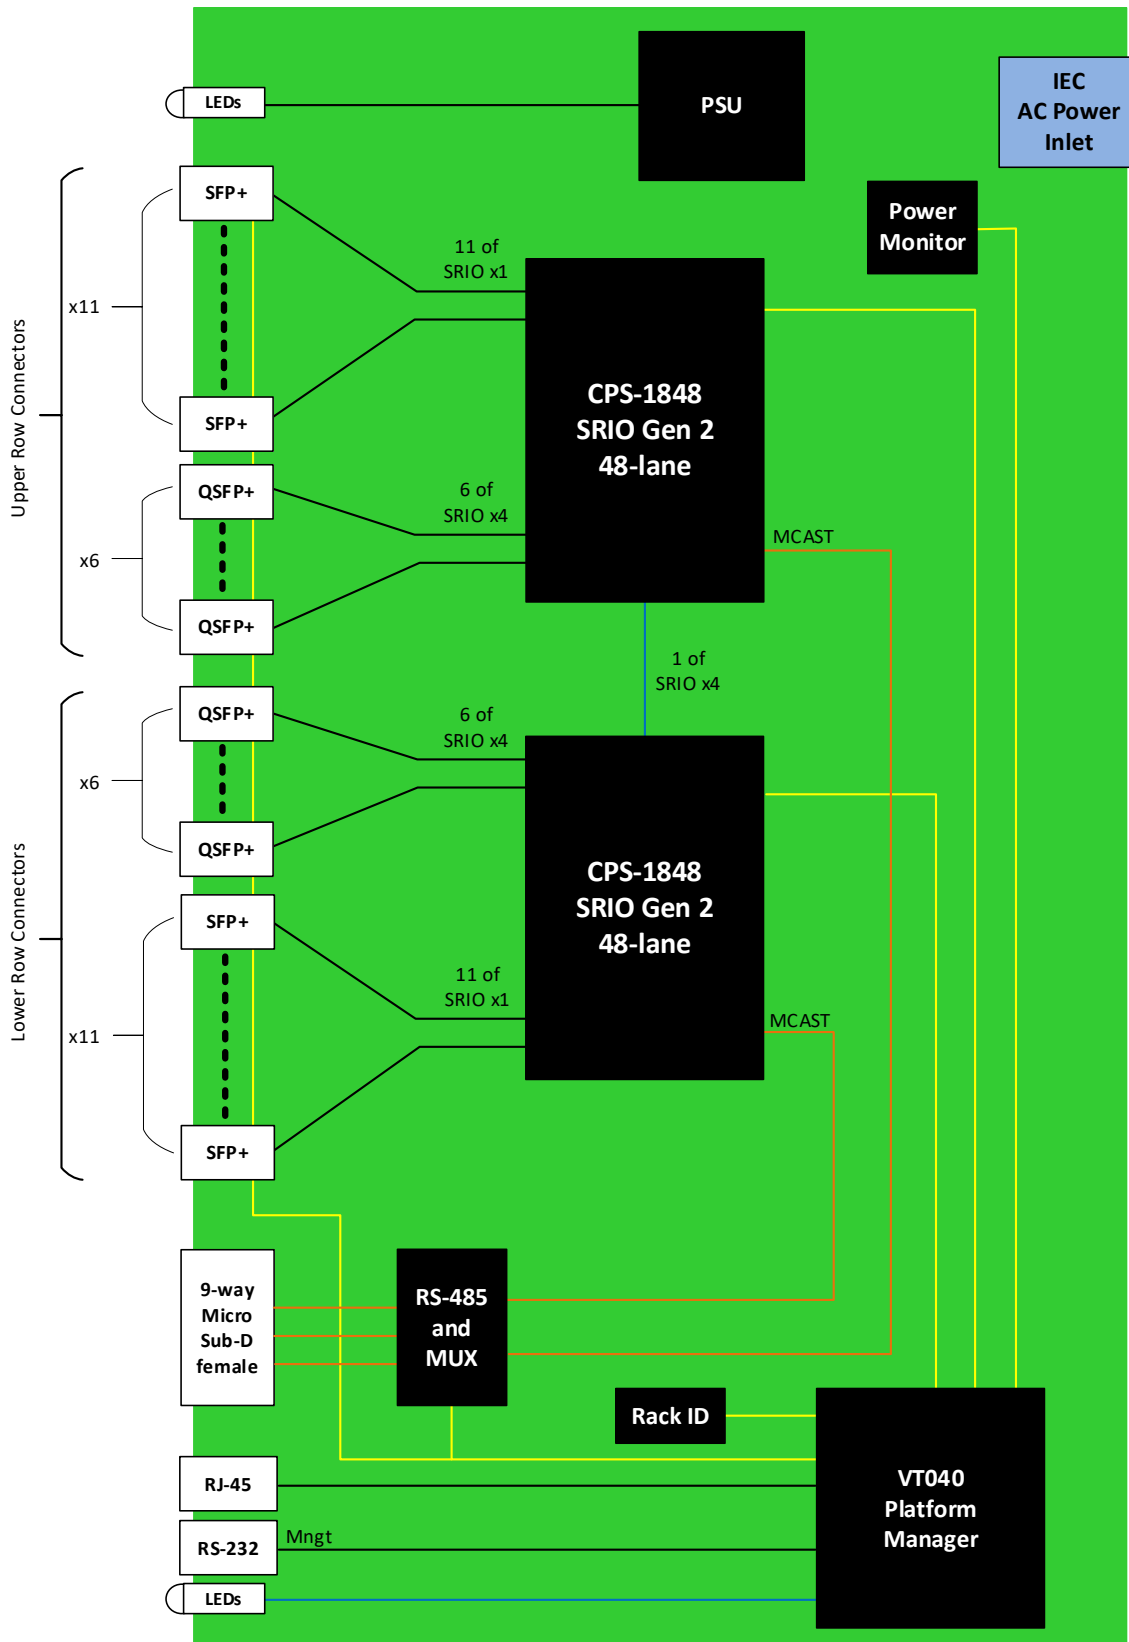 LEDs
PSU
IEC
AC Power
Inlet
SFP+
Power
Monitor
11 of
SRIO x1
x11
Upper Row Connectors
CPS-1848
SRIO Gen 2
48-lane
SFP+
QSFP+
6 of
SRIO x4
MCAST
x6
QSFP+
1 of
SRIO x4
QSFP+
6 of
SRIO x4
x6
QSFP+
Lower Row Connectors
CPS-1848
SRIO Gen 2
48-lane
SFP+
11 of
SRIO x1
MCAST
x11
SFP+
9-way
Micro
Sub-D
female
RS-485
and
MUX
Rack ID
RJ-45
VT040
Platform
Manager
RS-232
Mngt
LEDs